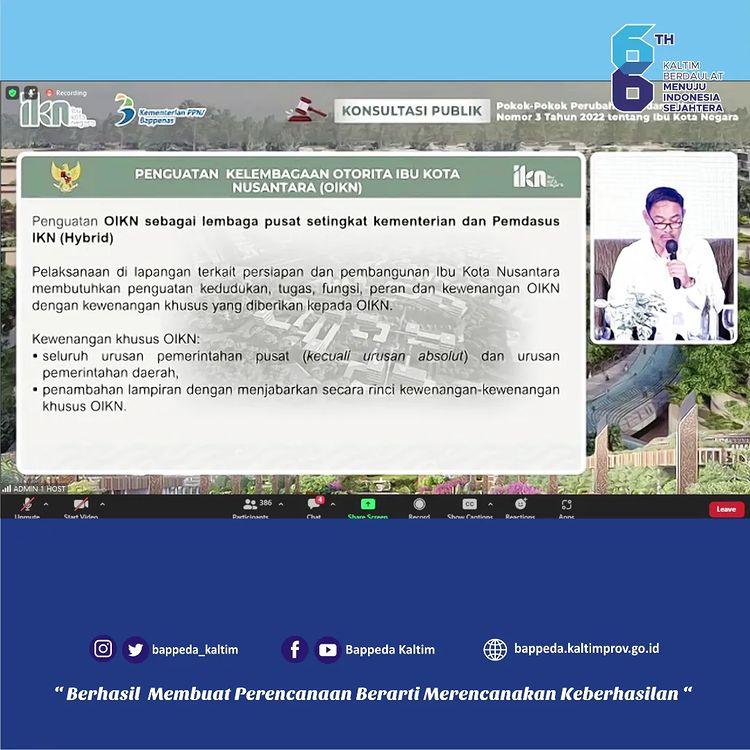 66TH
KALTIM
BERDAULAT
MENUJU
INDONESIA
SEJAHTERA
Recording
ikn ibu kota negara
Kementerian PPN/
Bappenas
KONSULTASI PUBLIK
Pokok-Pokok
Nomor 3 Tahun 2022 tentang Ibu Kota Negara
PENGUATAN KELEMBAGAAN OTORITA IBU KOTA
NUSANTARA (OIKN)
ikn ibu kota negara
Penguatan OIKN sebagai lembaga pusat setingkat kementerian dan Pemdasus
IKN (Hybrid)
Pelaksanaan di lapangan terkait persiapan dan pembangunan Ibu Kota Nusantara
membutuhkan penguatan kedudukan, tugas, fungsi, peran dan kewenangan OIKN
dengan kewenangan khusus yang diberikan kepada OIKN.
Kewenangan khusus OIKN:
• seluruh urusan pemerintahan pusat (kecuali urusan absolut) dan urusan
pemerintahan daerah,
• penambahan lampiran dengan menjabarkan secara rinci kewenangan-kewenangan
khusus OIKN.
ADMIN 1 HOST
386
4
CC
Unmute Start Video Participants Chat Share Screen Record Show Captions Reactions Apps
Leave
bappeda_kaltim Bappeda Kaltim bappeda.kaltimprov.go.id
“ Berhasil Membuat Perencanaan Berarti Merencanakan Keberhasilan “